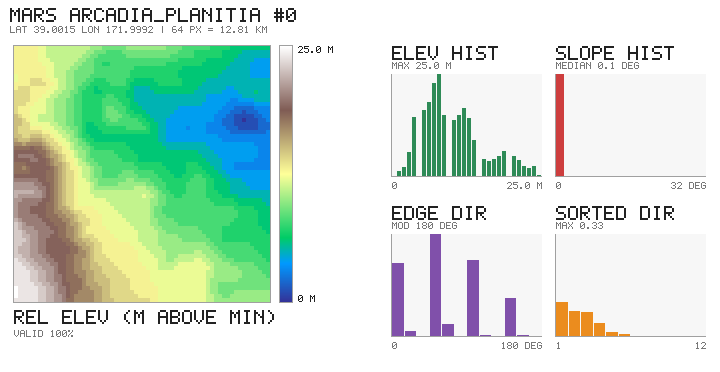 MARS ARCADIA_PLANITIA #0
LAT 39.0015 LON 171.9992 | 64 PX = 12.81 KM
25.0 M
0 M
REL ELEV (M ABOVE MIN)
VALID 100%
ELEV HIST
MAX 25.0 M
0 25.0 M
SLOPE HIST
MEDIAN 0.1 DEG
0 32 DEG
EDGE DIR
MOD 180 DEG
0 180 DEG
SORTED DIR
MAX 0.33
1 12